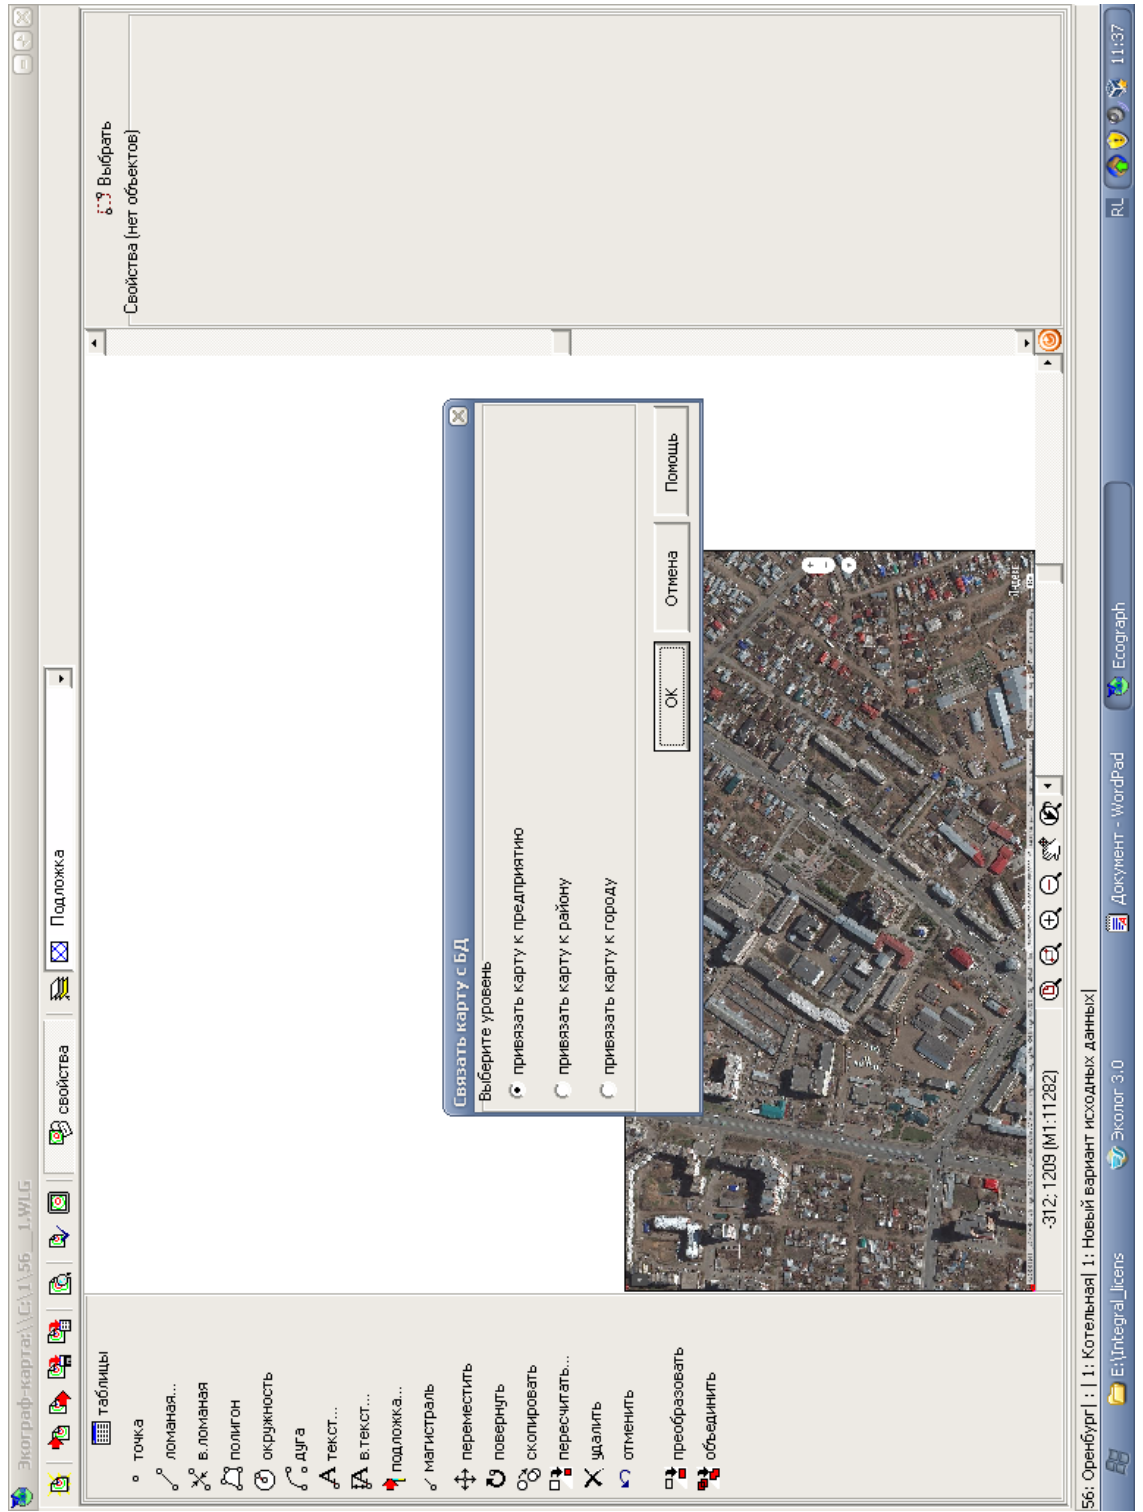 Экограф-карта:\\C:\1\56__1.WLG
свойства
Подложка
таблицы
точка
ломаная...
в.ломаная
полигон
окружность
дуга
текст...
в.текст...
подложка...
магистраль
переместить
повернуть
скопировать
пересчитать...
удалить
отменить
преобразовать
объединить
Связать карту с БД
Выберите уровень
привязать карту к предприятию
привязать карту к району
привязать карту к городу
OK
Отмена
Помощь
Яндекс
Выбрать
Свойства (нет объектов)
-312; 1209 (М1:11282)
56: Оренбург| : | 1: Котельная| 1: Новый вариант исходных данных|
E:\Integral_licens
Эколог 3.0
Документ - WordPad
Ecograph
RL
11:37